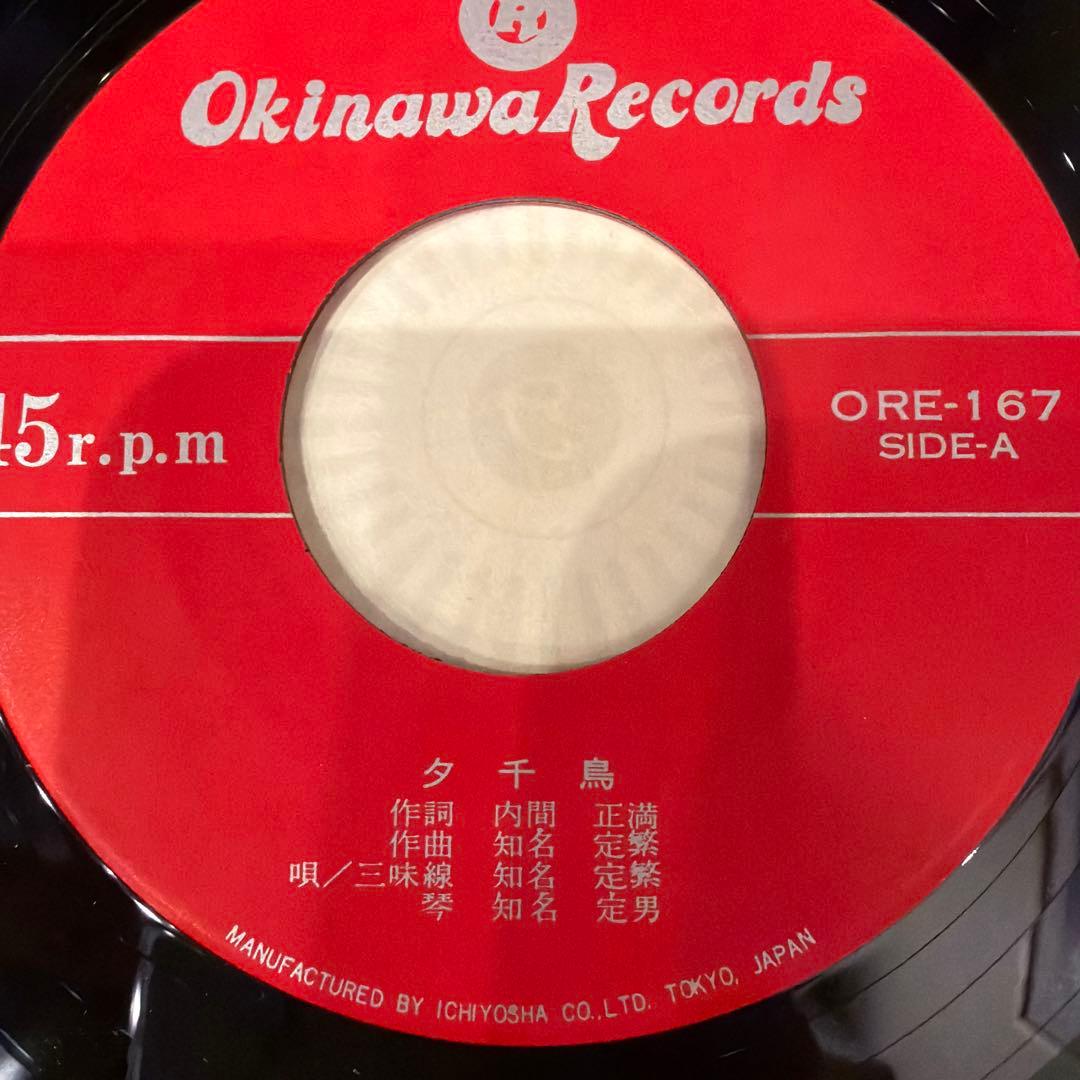 R
Okinawa Records
45r.p.m
ORE-167
SIDE-A
夕千鳥
作詞 内間 正満
作曲 知名 定繁
唄／三味線 知名 定繁
琴 知名 定男
MANUFACTURED BY ICHIYOSHA CO.,LTD. TOKYO, JAPAN